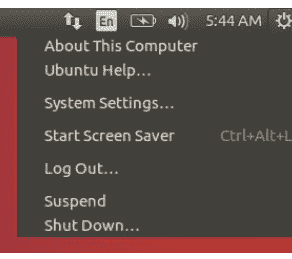 En 5:44 AM
About This Computer
Ubuntu Help...
System Settings...
Start Screen Saver Ctrl+Alt+L
Log Out...
Suspend
Shut Down...